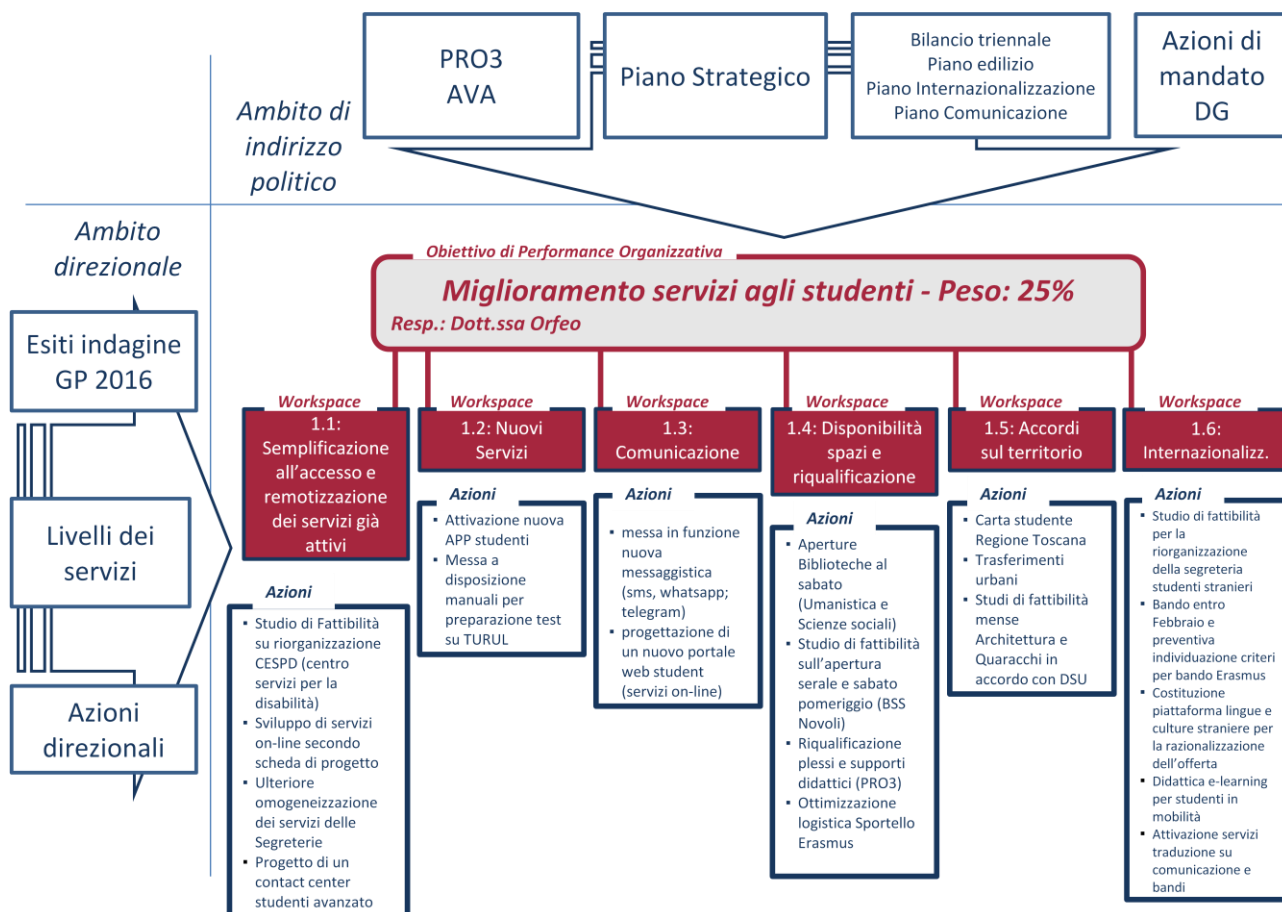 PRO3
AVA
Piano Strategico
Bilancio triennale
Piano edilizio
Piano Internazionalizzazione
Piano Comunicazione
Azioni di
mandato
DG
Ambito di
indirizzo
politico
Ambito
direzionale
Esiti indagine
GP 2016
Livelli dei
servizi
Azioni
direzionali
Obiettivo di Performance Organizzativa
Miglioramento servizi agli studenti - Peso: 25%
Resp.: Dott.ssa Orfeo
Workspace
1.1:
Semplificazione
all’accesso e
remotizzazione
dei servizi già
attivi
Azioni
▪ Studio di Fattibilità
su riorganizzazione
CESPD (centro
servizi per la
disabilità)
▪ Sviluppo di servizi
on-line secondo
scheda di progetto
▪ Ulteriore
omogeneizzazione
dei servizi delle
Segreterie
▪ Progetto di un
contact center
studenti avanzato
Workspace
1.2: Nuovi
Servizi
Azioni
▪ Attivazione nuova
APP studenti
▪ Messa a
disposizione
manuali per
preparazione test
su TURUL
Workspace
1.3:
Comunicazione
Azioni
▪ messa in funzione
nuova
messaggistica
(sms, whatsapp;
telegram)
▪ progettazione di
un nuovo portale
web student
(servizi on-line)
Workspace
1.4: Disponibilità
spazi e
riqualificazione
Azioni
▪ Aperture
Biblioteche al
sabato
(Umanistica e
Scienze sociali)
▪ Studio di fattibilità
sull’apertura
serale e sabato
pomeriggio (BSS
Novoli)
▪ Riqualificazione
plessi e supporti
didattici (PRO3)
▪ Ottimizzazione
logistica Sportello
Erasmus
Workspace
1.5: Accordi
sul territorio
Azioni
▪ Carta studente
Regione Toscana
▪ Trasferimenti
urbani
▪ Studi di fattibilità
mense
Architettura e
Quaracchi in
accordo con DSU
Workspace
1.6:
Internazionalizz.
Azioni
▪ Studio di fattibilità
per la
riorganizzazione
della segreteria
studenti stranieri
▪ Bando entro
Febbraio e
preventiva
individuazione criteri
per bando Erasmus
▪ Costituzione
piattaforma lingue e
culture straniere per
la razionalizzazione
dell’offerta
▪ Didattica e-learning
per studenti in
mobilità
▪ Attivazione servizi
traduzione su
comunicazione e
bandi